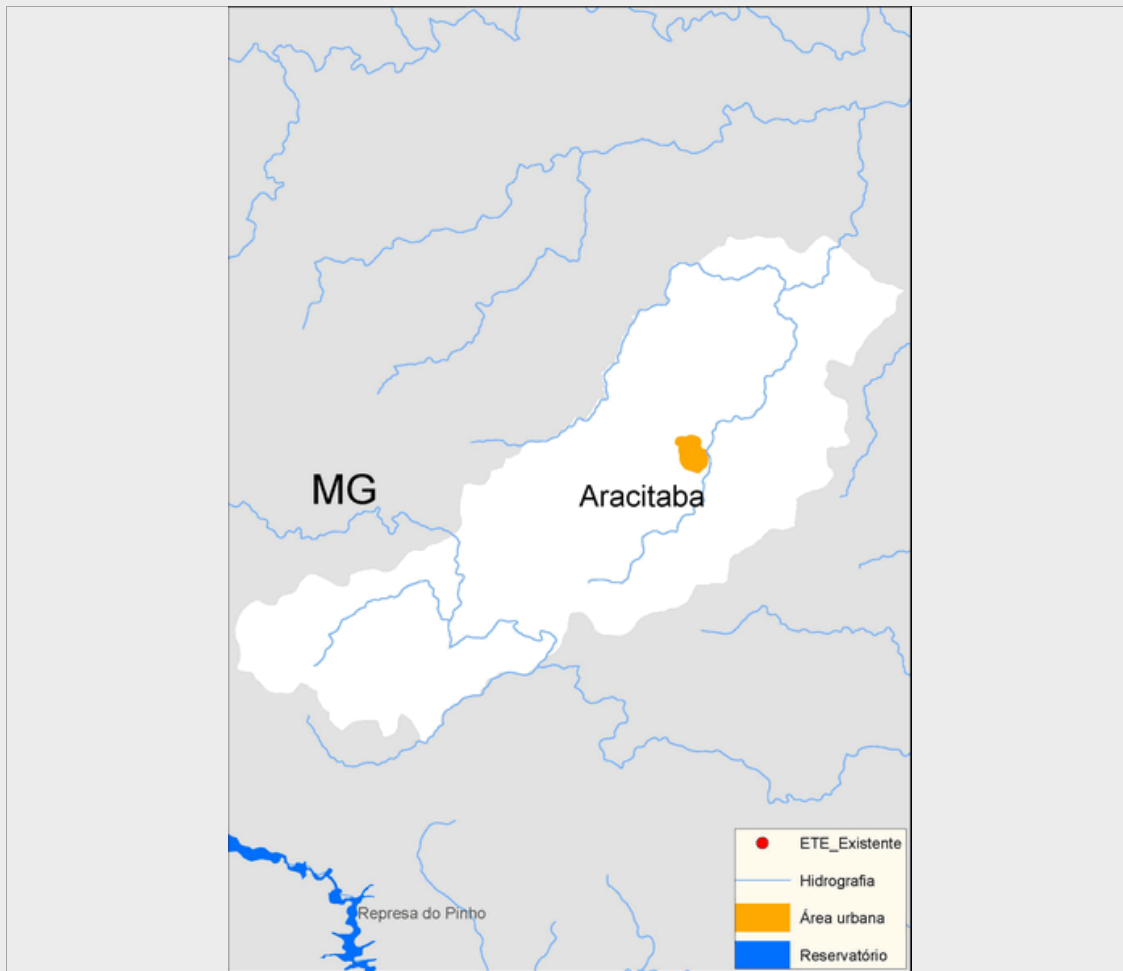 MG
Aracitaba
Represa do Pinho
ETE_Existente
Hidrografia
Área urbana
Reservatório